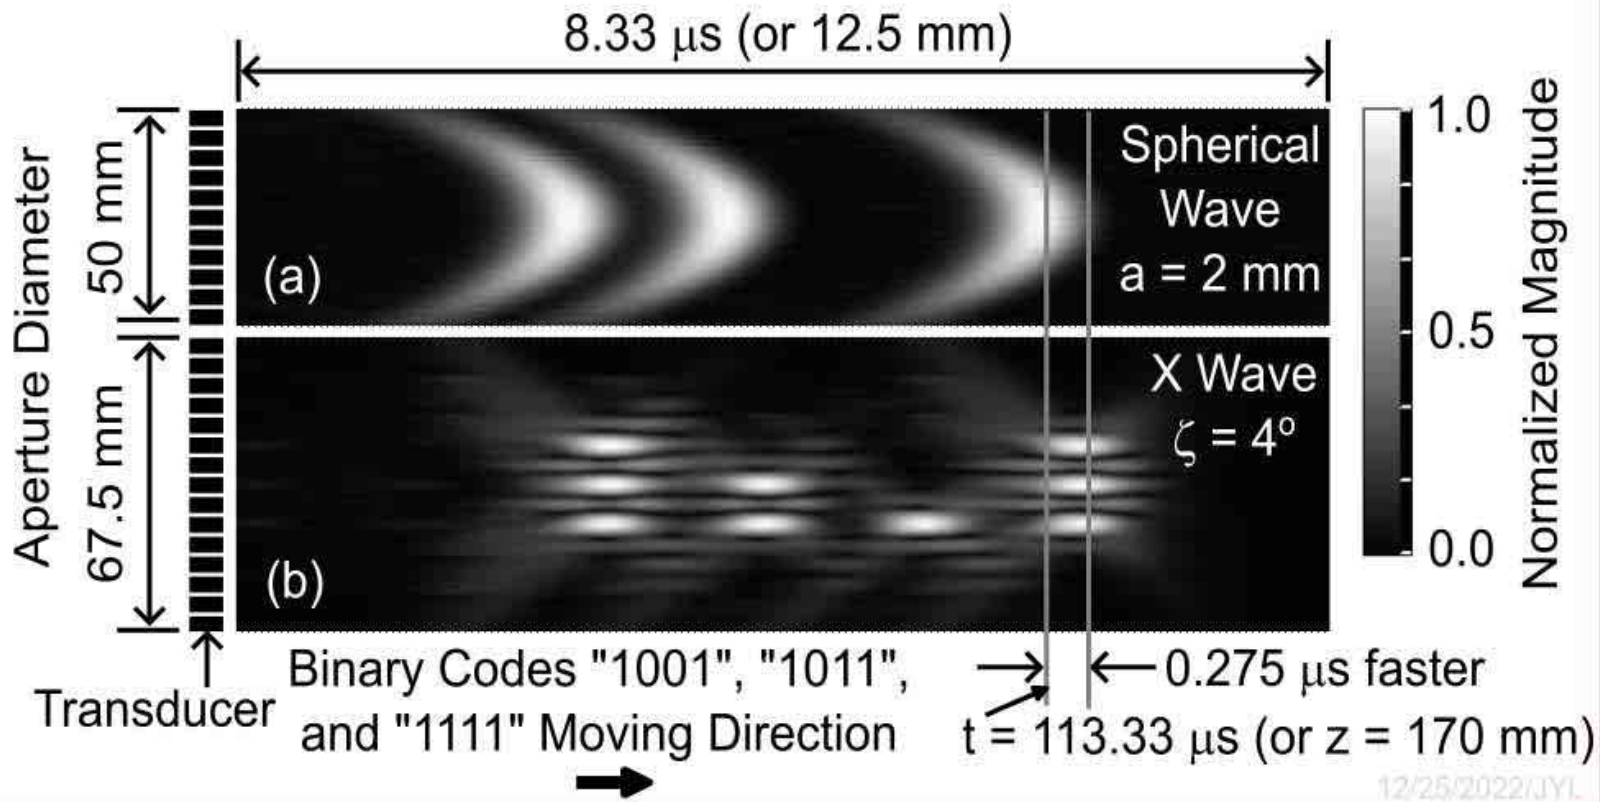 8.33 μs (or 12.5 mm)
Aperture Diameter
50 mm
67.5 mm
(a)
Spherical
Wave
a = 2 mm
(b)
X Wave
ζ = 4º
1.0
0.5
0.0
Normalized Magnitude
Transducer
Binary Codes "1001", "1011",
and "1111" Moving Direction
0.275 μs faster
t = 113.33 μs (or z = 170 mm)
12/25/2022/JYL